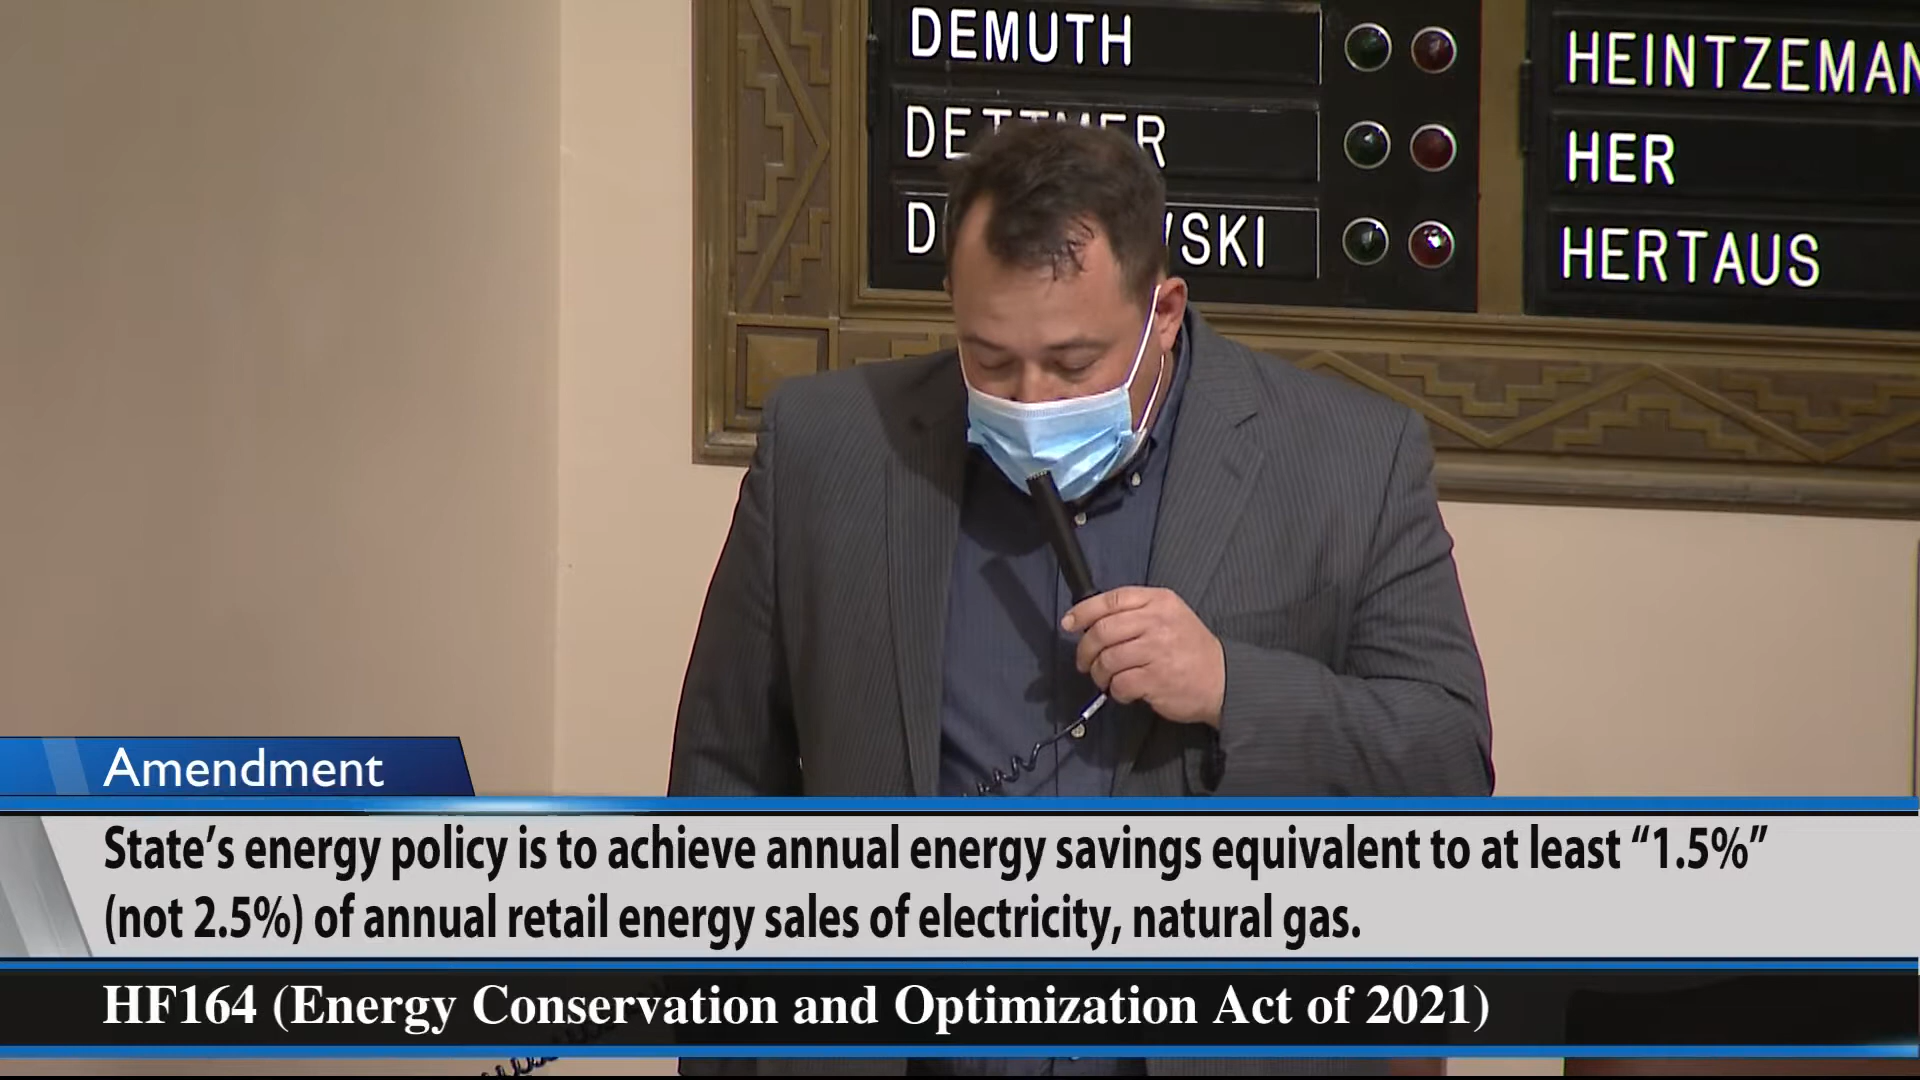 DEMUTH
HEINTZEMAN
HER
HERTAUS
Amendment
State’s energy policy is to achieve annual energy savings equivalent to at least “1.5%”
(not 2.5%) of annual retail energy sales of electricity, natural gas.
HF164 (Energy Conservation and Optimization Act of 2021)